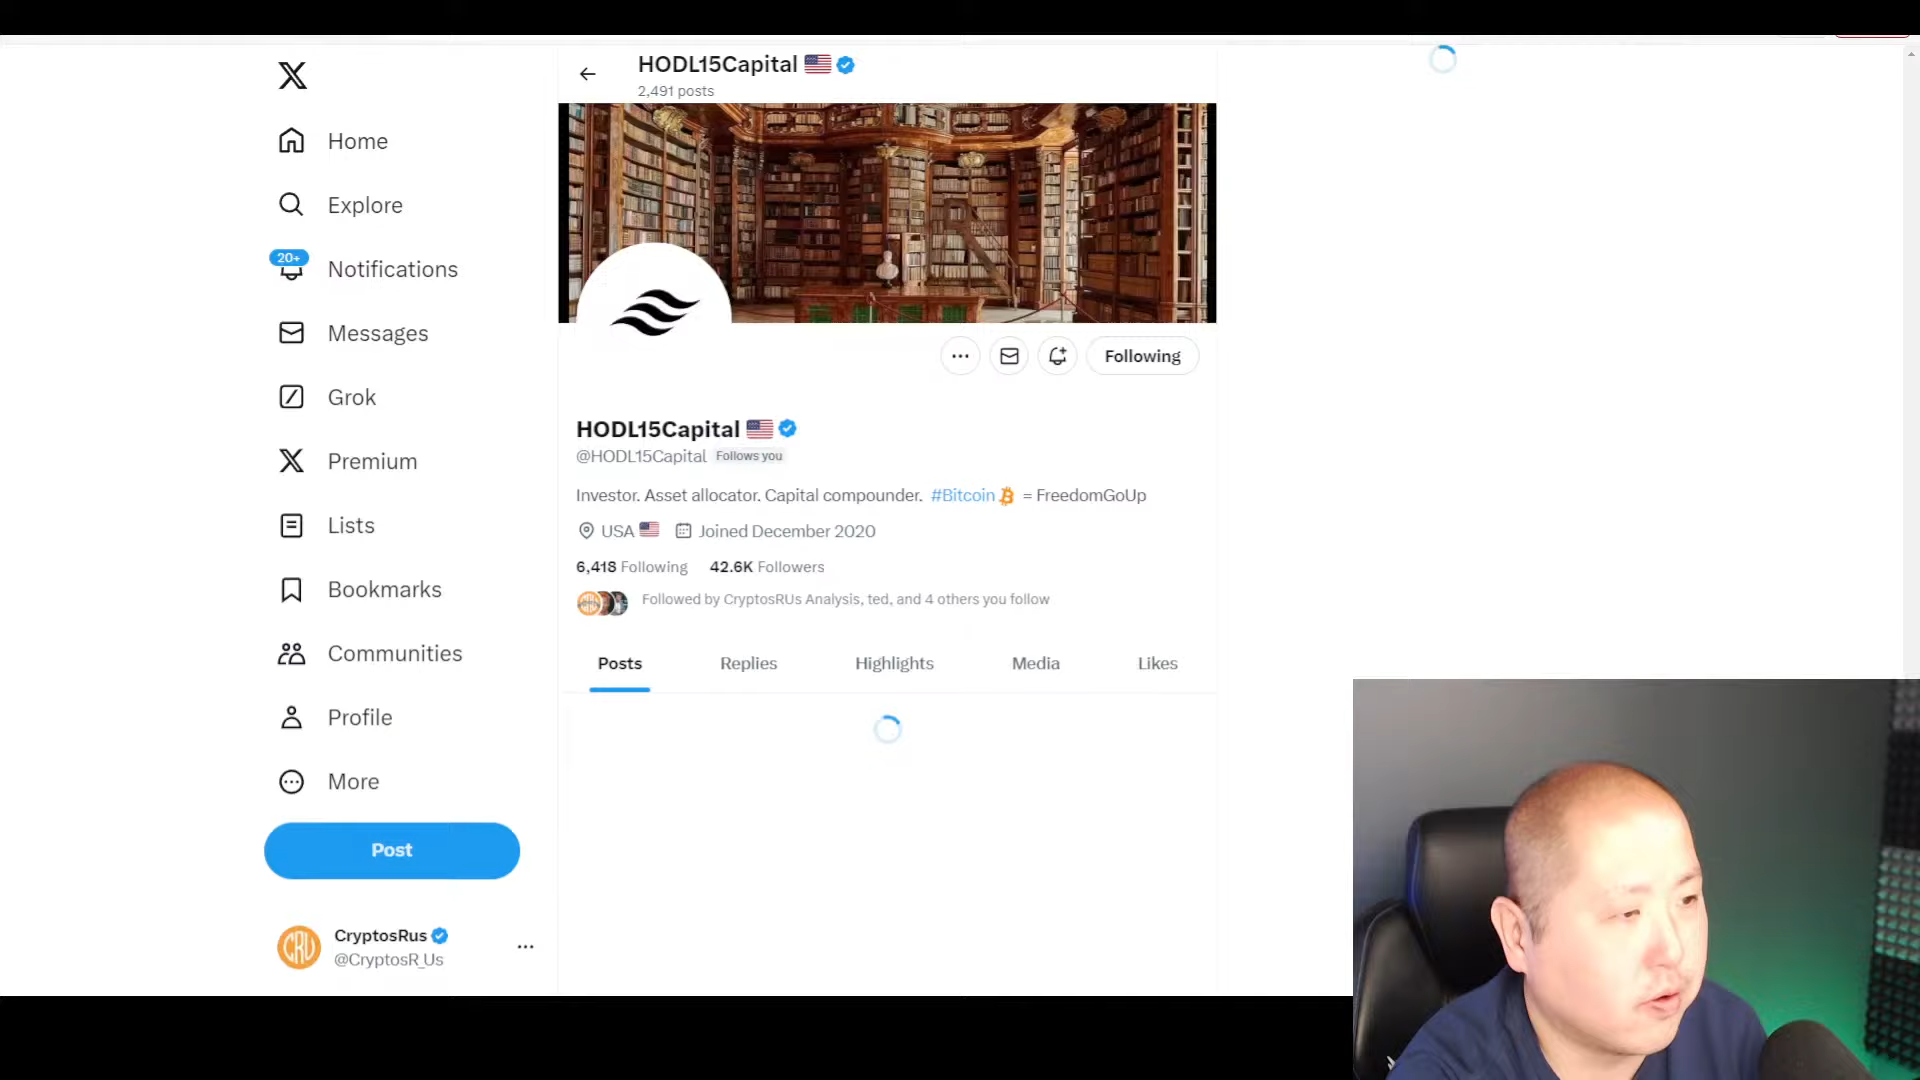 HODL15Capital
2,491 posts
Home
Explore
20+
Notifications
Messages
Grok
Premium
Lists
Bookmarks
Communities
Profile
More
Post
CryptosRus
@CryptosR_Us
Following
HODL15Capital
@HODL15Capital Follows you
Investor. Asset allocator. Capital compounder. #Bitcoin = FreedomGoUp
USA Joined December 2020
6,418 Following 42.6K Followers
Followed by CryptosRUs Analysis, ted, and 4 others you follow
Posts Replies Highlights Media Likes
CRU